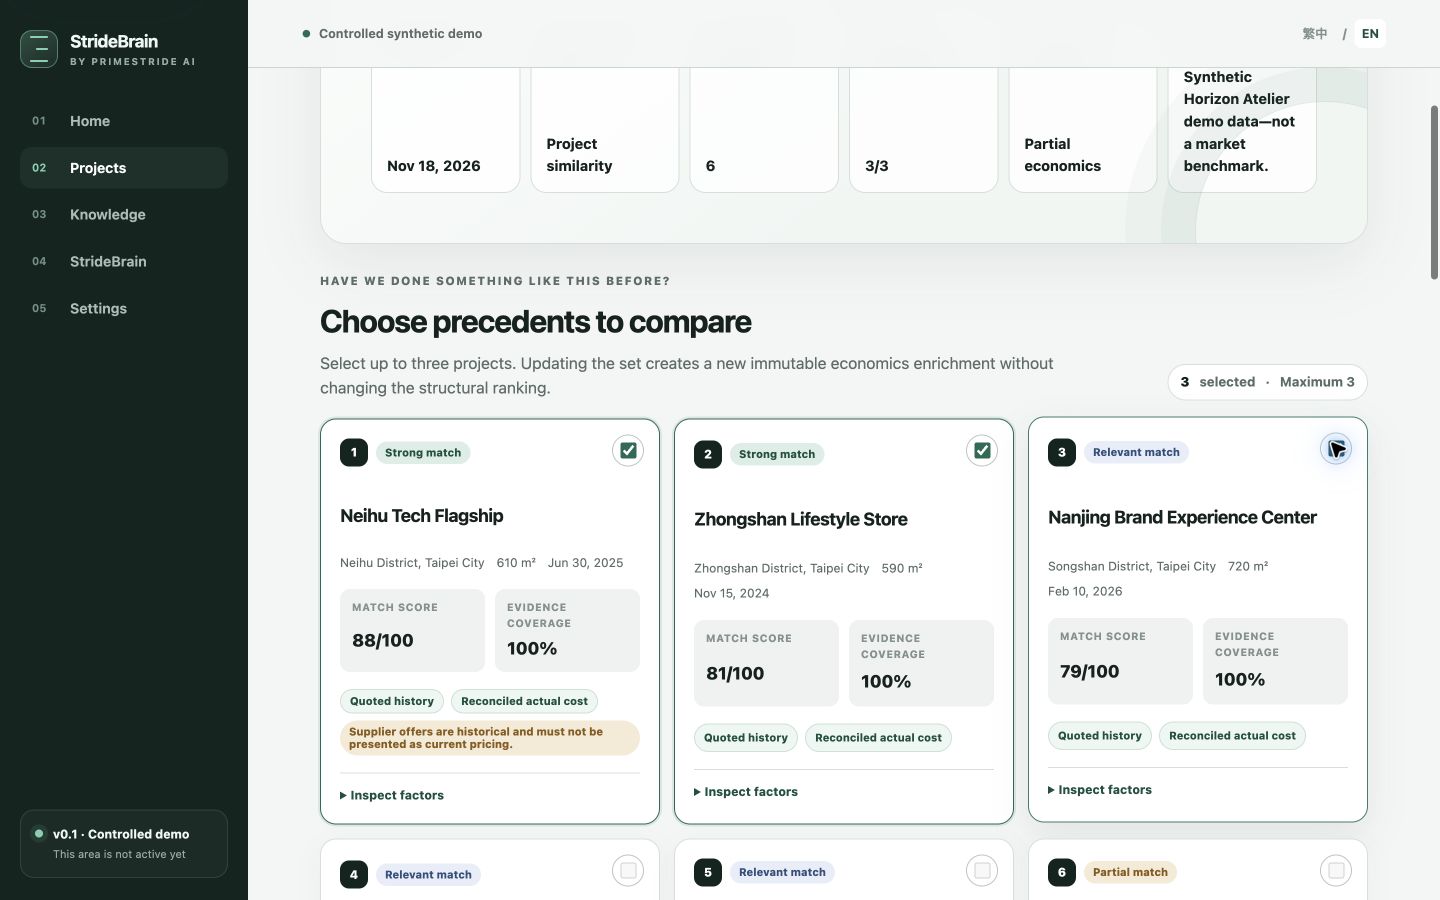 StrideBrain
BY PRIMESTRIDE AI
01 Home
02 Projects
03 Knowledge
04 StrideBrain
05 Settings
v0.1 · Controlled demo
This area is not active yet
Controlled synthetic demo
繁中 / EN
Nov 18, 2026
Project
similarity
6
3/3
Partial
economics
Synthetic
Horizon Atelier
demo data—not
a market
benchmark.
HAVE WE DONE SOMETHING LIKE THIS BEFORE?
Choose precedents to compare
Select up to three projects. Updating the set creates a new immutable economics enrichment without
changing the structural ranking.
3 selected · Maximum 3
1 Strong match
Neihu Tech Flagship
Neihu District, Taipei City 610 m² Jun 30, 2025
MATCH SCORE
88/100
EVIDENCE
COVERAGE
100%
Quoted history Reconciled actual cost
Supplier offers are historical and must not be
presented as current pricing.
Inspect factors
2 Strong match
Zhongshan Lifestyle Store
Zhongshan District, Taipei City 590 m²
Nov 15, 2024
MATCH SCORE
81/100
EVIDENCE
COVERAGE
100%
Quoted history Reconciled actual cost
Inspect factors
3 Relevant match
Nanjing Brand Experience Center
Songshan District, Taipei City 720 m²
Feb 10, 2026
MATCH SCORE
79/100
EVIDENCE
COVERAGE
100%
Quoted history Reconciled actual cost
Inspect factors
4 Relevant match
5 Relevant match
6 Partial match